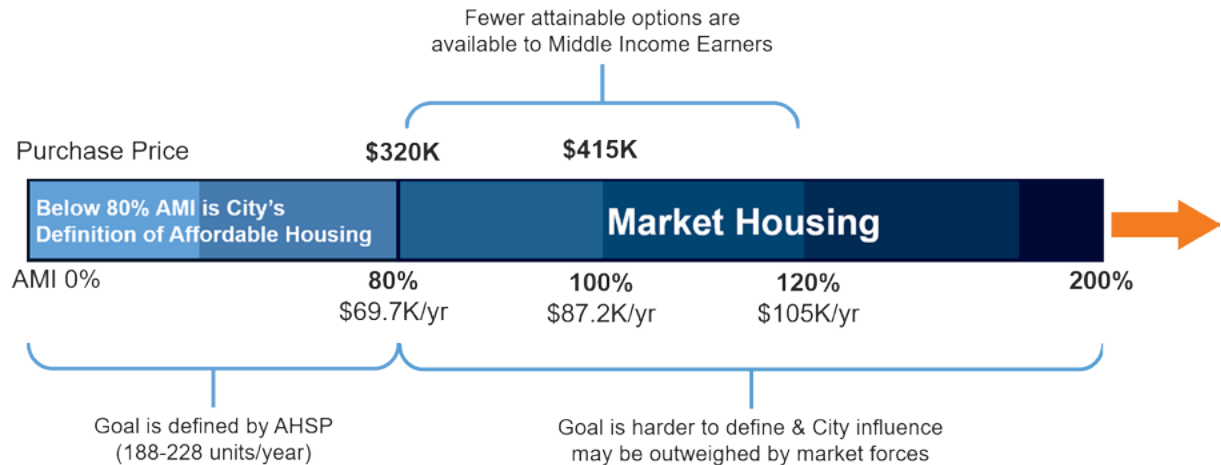 Fewer attainable options are
available to Middle Income Earners
Purchase Price
$320K
$415K
Below 80% AMI is City's
Definition of Affordable Housing
Market Housing
AMI 0%
80%
100%
120%
200%
$69.7K/yr
$87.2K/yr
$105K/yr
Goal is defined by AHSP
(188-228 units/year)
Goal is harder to define & City influence
may be outweighed by market forces